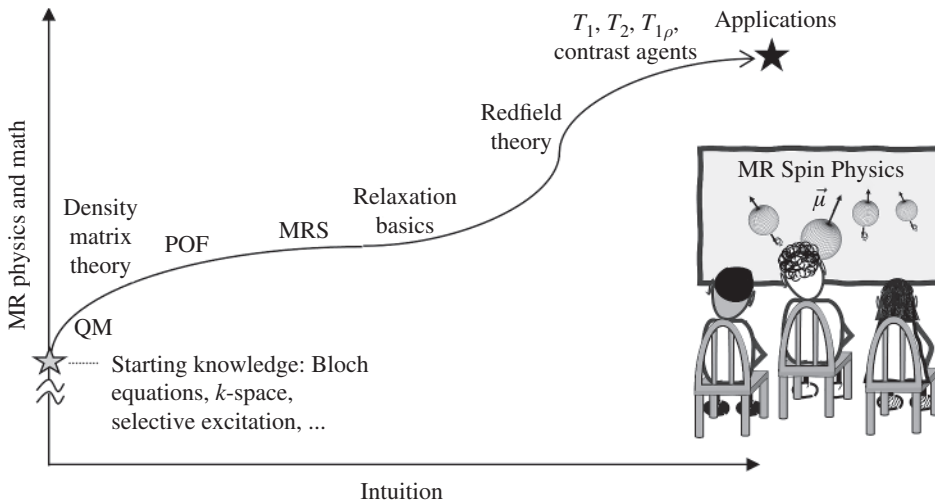 T₁, T₂, T₁ρ,
contrast agents
Applications
Redfield
theory
MR physics and math
MR Spin Physics
μ⃗
Density
matrix
theory
POF
MRS
Relaxation
basics
QM
Starting knowledge: Bloch
equations, k-space,
selective excitation, ...
Intuition